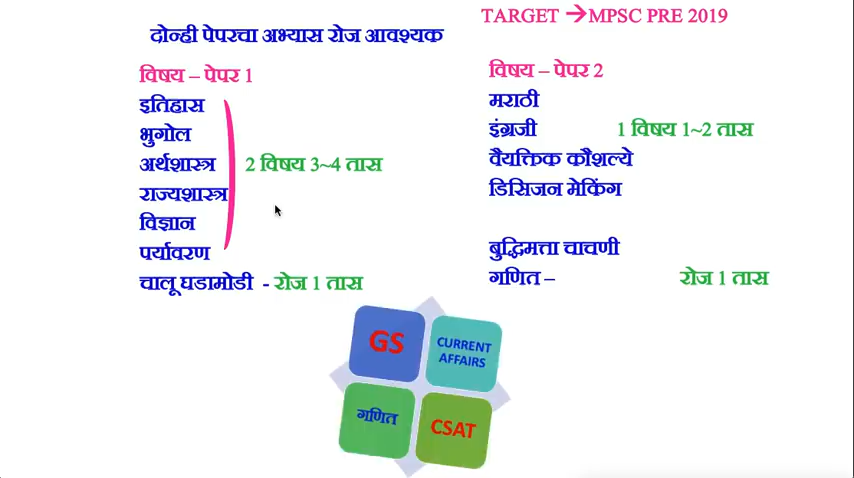 TARGET →MPSC PRE 2019
दोन्ही पेपरचा अभ्यास रोज आवश्यक
विषय – पेपर 1
इतिहास
भुगोल
अर्थशास्त्र 2 विषय 3~4 तास
राज्यशास्त्र
विज्ञान
पर्यावरण
चालू घडामोडी - रोज 1 तास
विषय – पेपर 2
मराठी
इंग्रजी 1 विषय 1~2 तास
वैयक्तिक कौशल्ये
डिसिजन मेकिंग
बुद्धिमत्ता चाचणी
गणित – रोज 1 तास
GS
CURRENT
AFFAIRS
गणित
CSAT